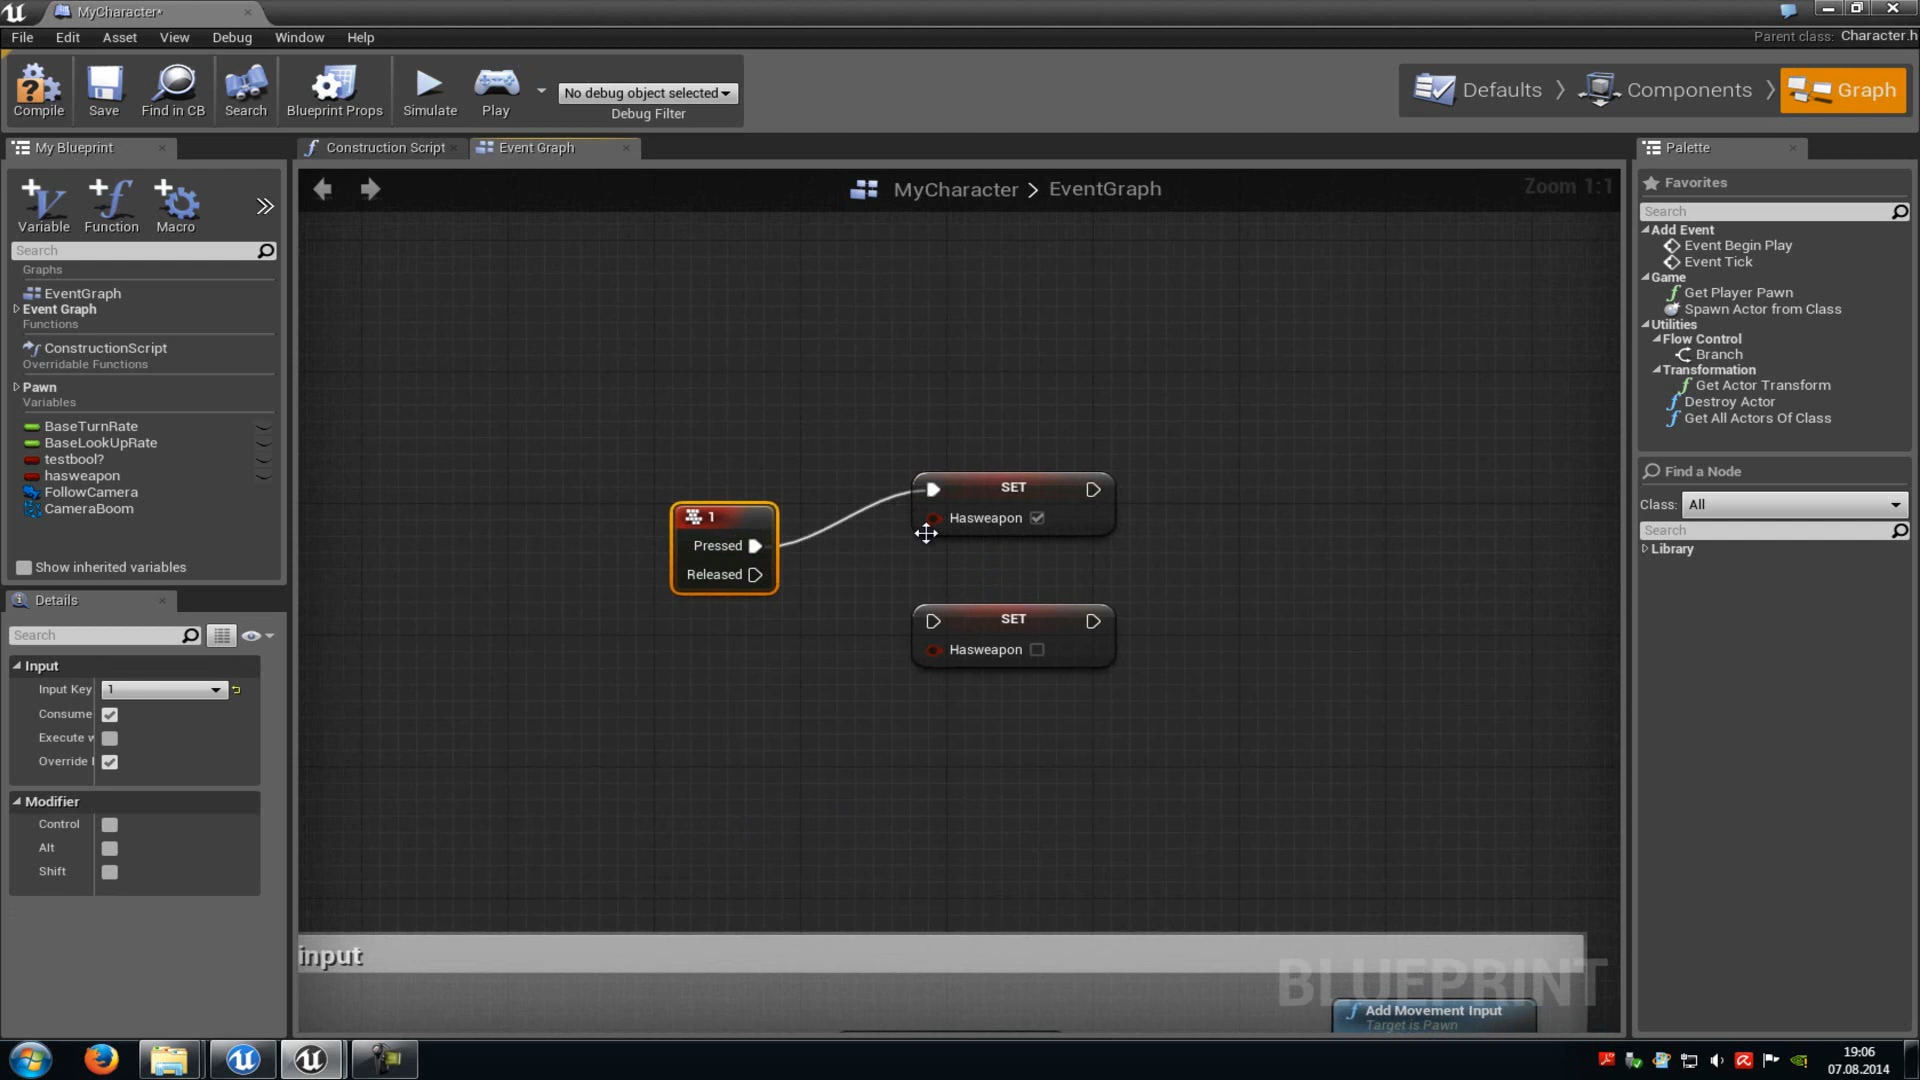 MyCharacter*
File Edit Asset View Debug Window Help
Parent class: Character.h
Compile Save Find in CB Search Blueprint Props Simulate Play
No debug object selected
Debug Filter
Defaults Components Graph
My Blueprint
Construction Script Event Graph
Palette
MyCharacter > EventGraph
Zoom 1:1
Variable Function Macro
Search
Graphs
EventGraph
Event Graph
Functions
ConstructionScript
Overridable Functions
Pawn
Variables
BaseTurnRate
BaseLookUpRate
testbool?
hasweapon
FollowCamera
CameraBoom
Show inherited variables
Details
Search
Input
Input Key 1
Consume
Execute w
Override I
Modifier
Control
Alt
Shift
1
Pressed
Released
SET
Hasweapon
SET
Hasweapon
input
BLUEPRINT
Add Movement Input
Target is Pawn
Favorites
Search
Add Event
Event Begin Play
Event Tick
Game
Get Player Pawn
Spawn Actor from Class
Utilities
Flow Control
Branch
Transformation
Get Actor Transform
Destroy Actor
Get All Actors Of Class
Find a Node
Class: All
Search
Library
19:06
07.08.2014